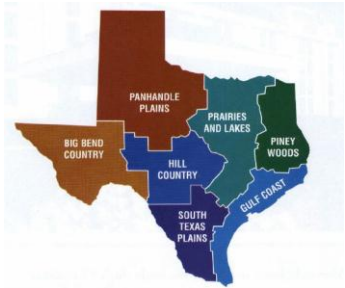 PANHANDLE
PLAINS
PRAIRIES
AND LAKES
BIG BEND
COUNTRY
HILL
COUNTRY
PINEY
WOODS
GULF COAST
SOUTH
TEXAS
PLAINS